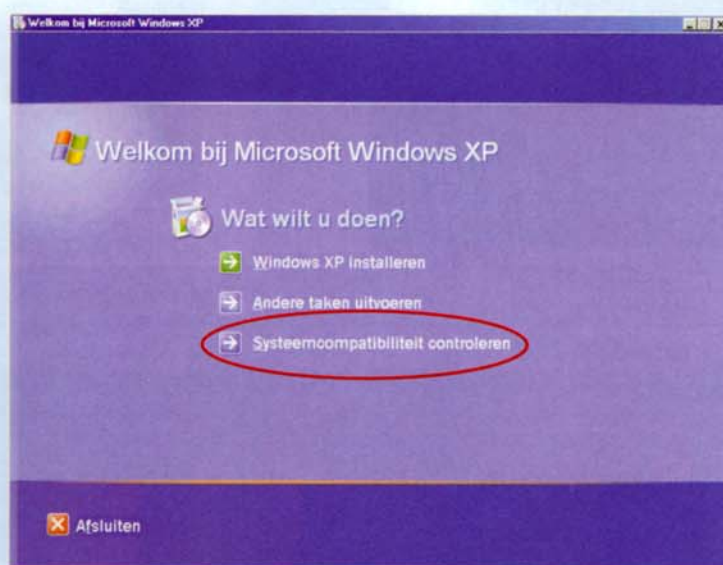 Welkom bij Microsoft Windows XP
Welkom bij Microsoft Windows XP
Wat wilt u doen?
Windows XP installeren
Andere taken uitvoeren
Systeemcompatibiliteit controleren
Afsluiten